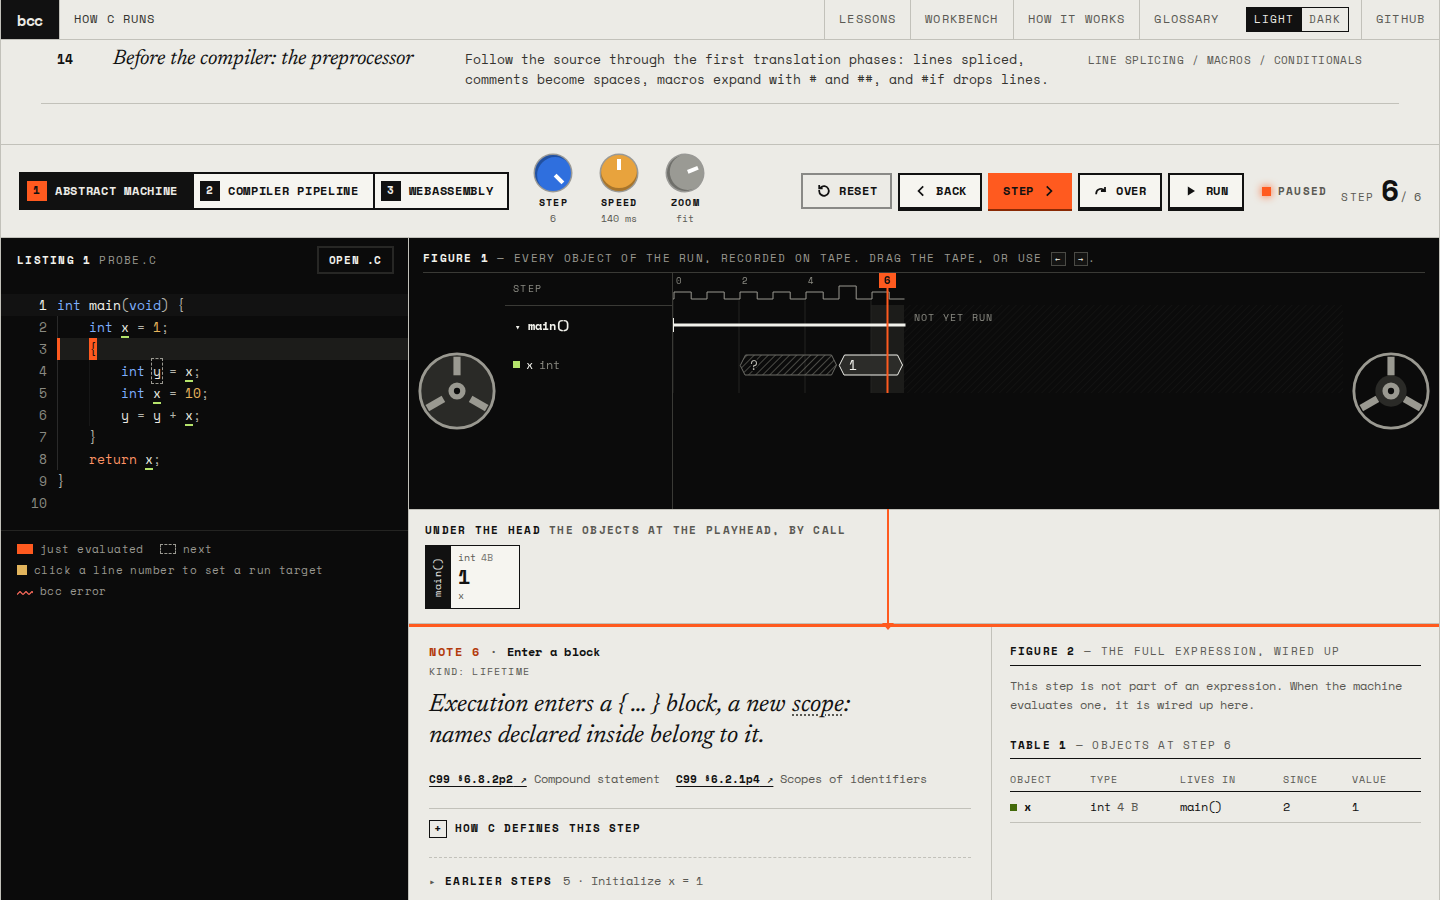 bcc HOW C RUNS LESSONS WORKBENCH HOW IT WORKS GLOSSARY LIGHT DARK GITHUB
14 Before the compiler: the preprocessor Follow the source through the first translation phases: lines spliced, LINE SPLICING / MACROS / CONDITIONALS
comments become spaces, macros expand with # and ##, and #if drops lines.
1 ABSTRACT MACHINE 2 COMPILER PIPELINE 3 WEBASSEMBLY
STEP SPEED ZOOM
6 140 ms fit
RESET BACK STEP OVER RUN PAUSED STEP 6 / 6
LISTING 1 PROBE.C OPEN .C
1 int main(void) {
2 int x = 1;
3 {
4 int y = x;
5 int x = 10;
6 y = y + x;
7 }
8 return x;
9 }
10
just evaluated next
click a line number to set a run target
bcc error
FIGURE 1 — EVERY OBJECT OF THE RUN, RECORDED ON TAPE. DRAG THE TAPE, OR USE ← →.
STEP 0 2 4 6
▾ main() NOT YET RUN
x int ? 1
UNDER THE HEAD THE OBJECTS AT THE PLAYHEAD, BY CALL
main()
int 4B
1
x
NOTE 6 · Enter a block
KIND: LIFETIME
Execution enters a { … } block, a new scope:
names declared inside belong to it.
C99 §6.8.2p2 ↗ Compound statement C99 §6.2.1p4 ↗ Scopes of identifiers
+ HOW C DEFINES THIS STEP
▸ EARLIER STEPS 5 · Initialize x = 1
FIGURE 2 — THE FULL EXPRESSION, WIRED UP
This step is not part of an expression. When the machine
evaluates one, it is wired up here.
TABLE 1 — OBJECTS AT STEP 6
OBJECT TYPE LIVES IN SINCE VALUE
x int 4 B main() 2 1